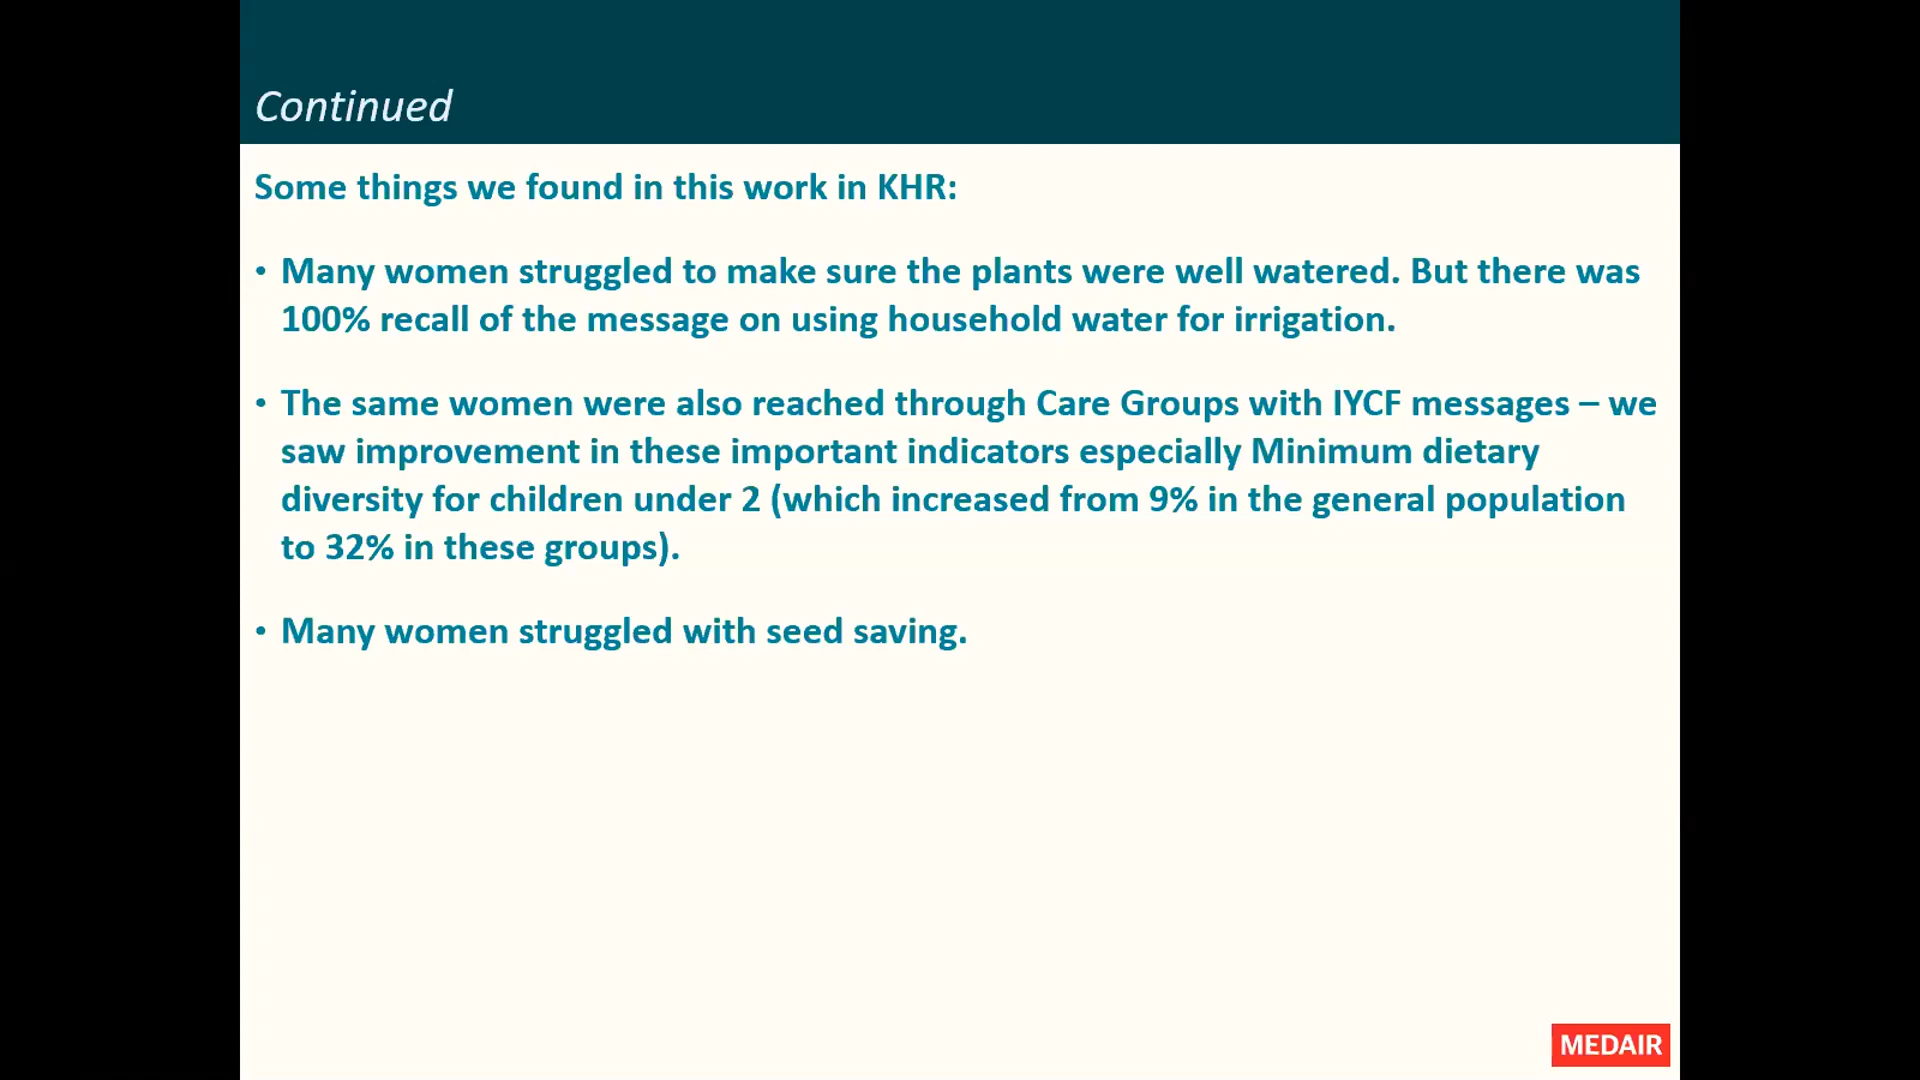 Continued
Some things we found in this work in KHR:
• Many women struggled to make sure the plants were well watered. But there was
100% recall of the message on using household water for irrigation.
• The same women were also reached through Care Groups with IYCF messages – we
saw improvement in these important indicators especially Minimum dietary
diversity for children under 2 (which increased from 9% in the general population
to 32% in these groups).
• Many women struggled with seed saving.
MEDAIR